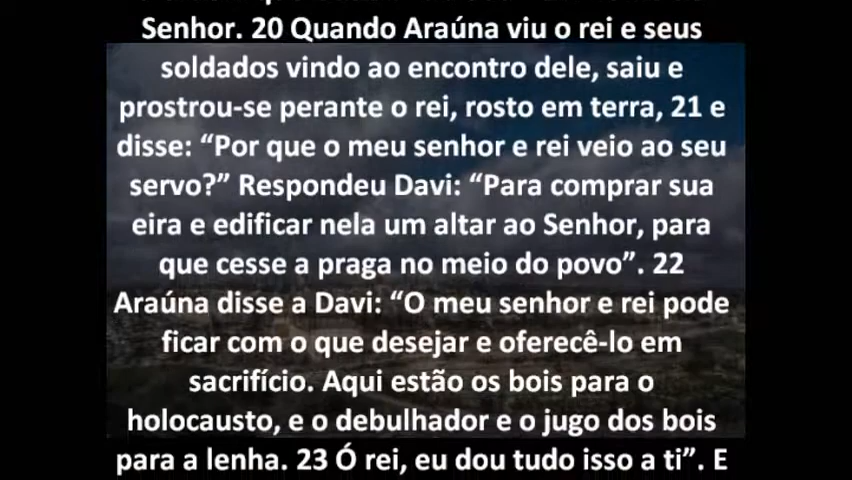 Senhor. 20 Quando Araúna viu o rei e seus
soldados vindo ao encontro dele, saiu e
prostrou-se perante o rei, rosto em terra, 21 e
disse: “Por que o meu senhor e rei veio ao seu
servo?” Respondeu Davi: “Para comprar sua
eira e edificar nela um altar ao Senhor, para
que cesse a praga no meio do povo”. 22
Araúna disse a Davi: “O meu senhor e rei pode
ficar com o que desejar e oferecê-lo em
sacrifício. Aqui estão os bois para o
holocausto, e o debulhador e o jugo dos bois
para a lenha. 23 Ó rei, eu dou tudo isso a ti”. E